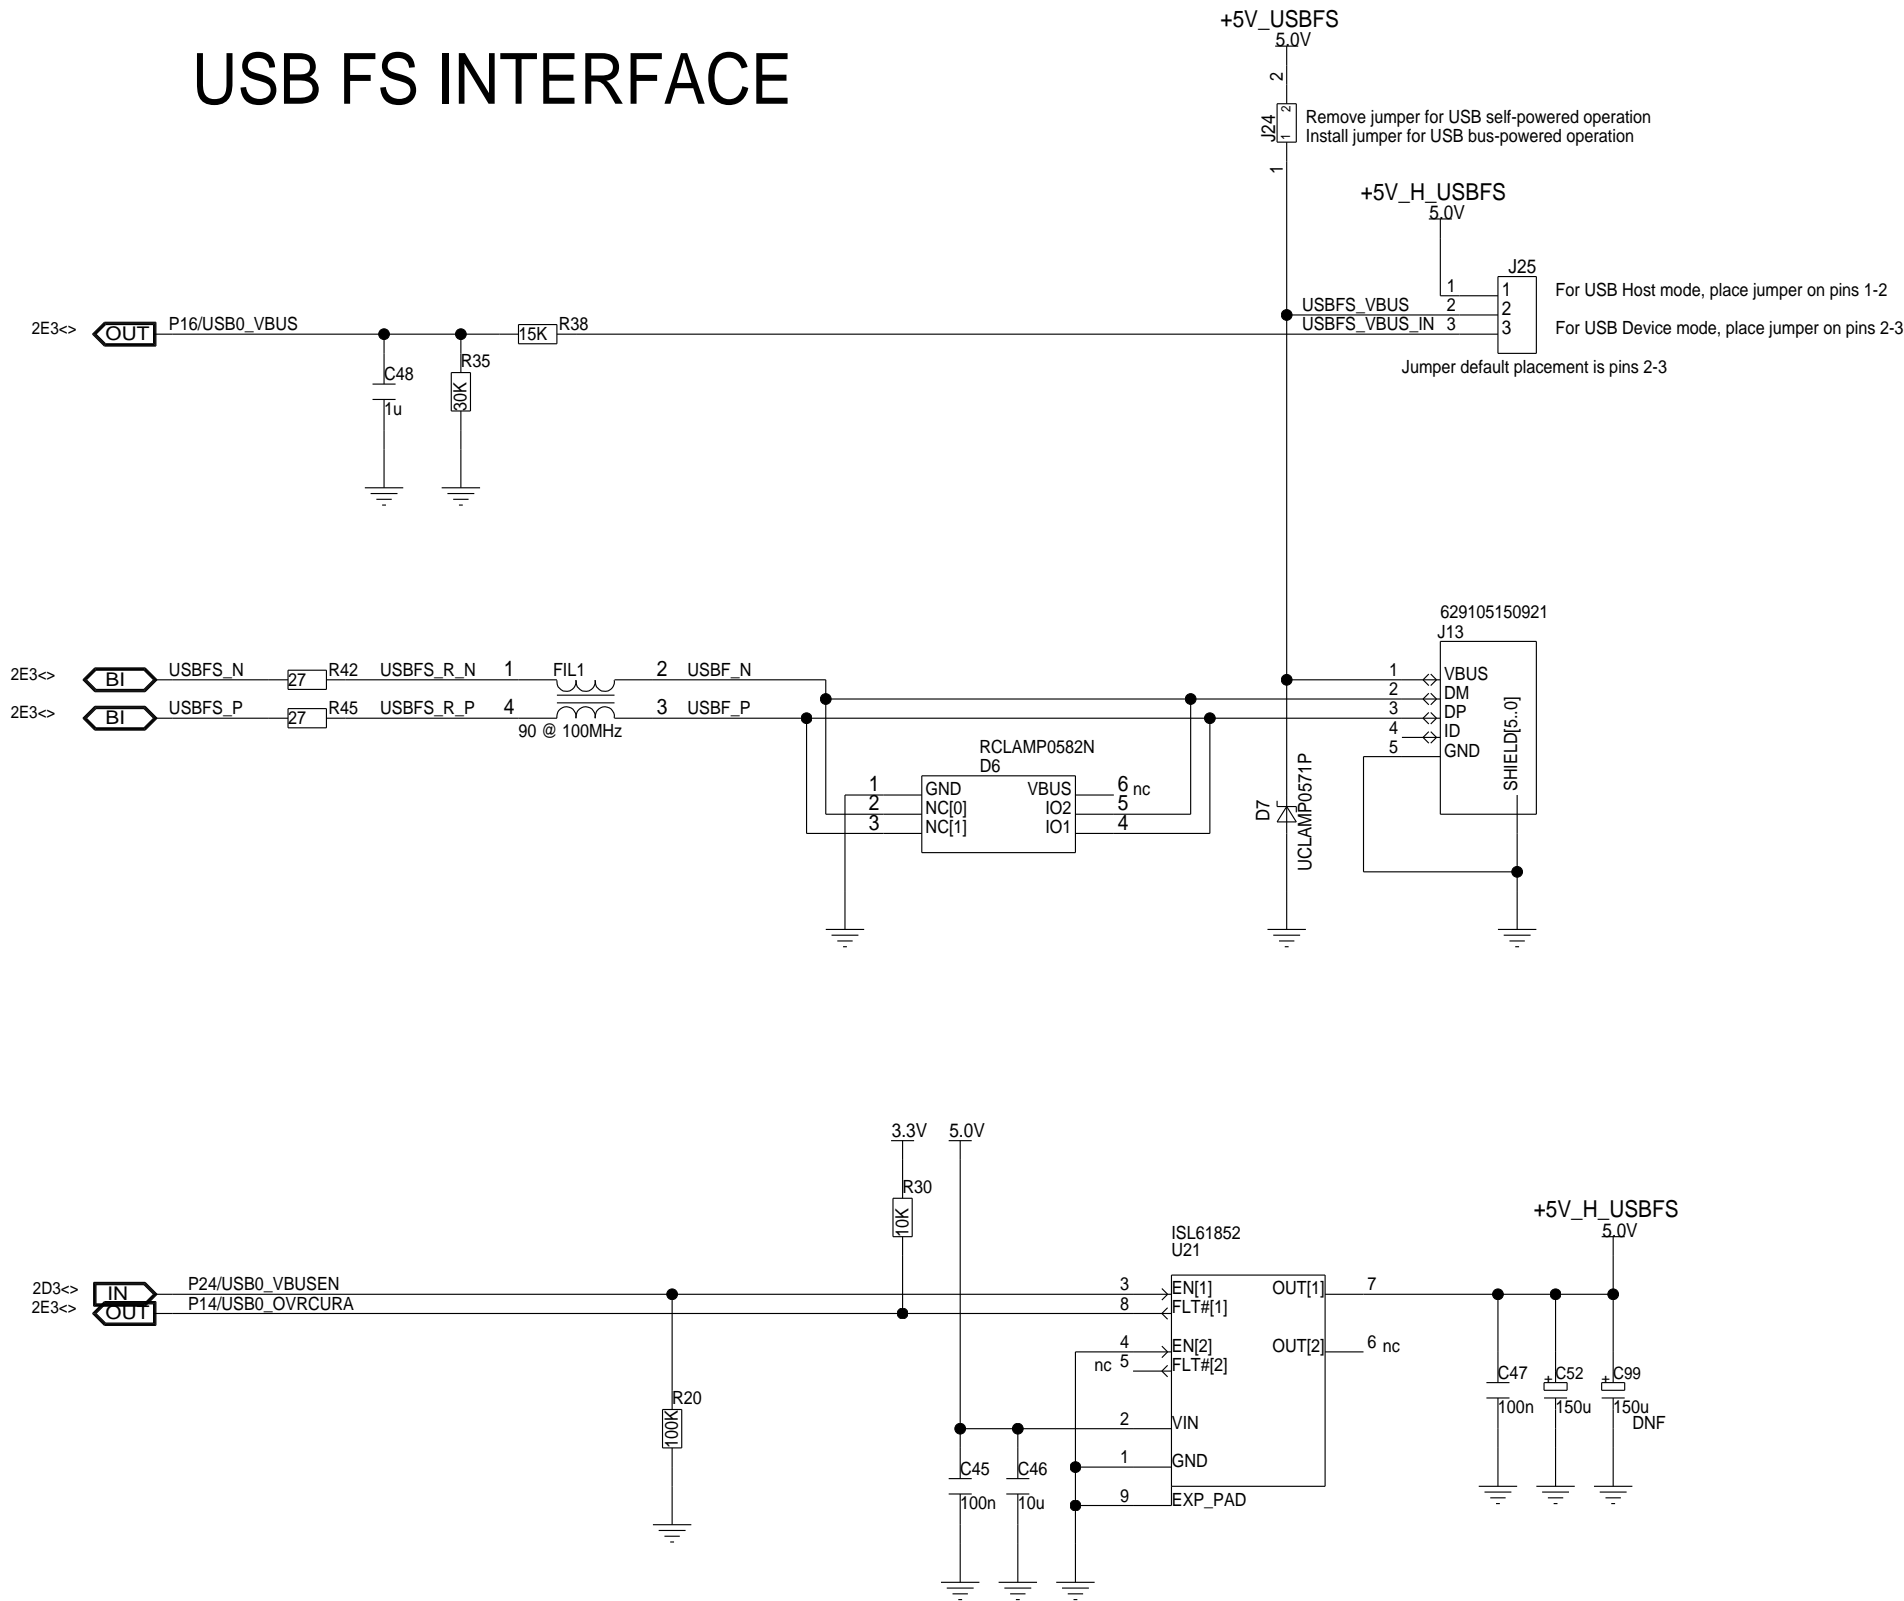 USB FS INTERFACE
+5V_USBFS
5.0V
2
J24
2
1
1
Remove jumper for USB self-powered operation
Install jumper for USB bus-powered operation
+5V_H_USBFS
5.0V
J25
1
1
For USB Host mode, place jumper on pins 1-2
USBFS_VBUS
2
2
USBFS_VBUS_IN
3
3
For USB Device mode, place jumper on pins 2-3
Jumper default placement is pins 2-3
2E3<>
OUT
P16/USB0_VBUS
15K
R38
C48
1u
R35
30K
629105150921
J13
2E3<>
BI
USBFS_N
27
R42
USBFS_R_N
1
FIL1
2
USBF_N
2E3<>
BI
USBFS_P
27
R45
USBFS_R_P
4
3
USBF_P
90 @ 100MHz
1
VBUS
2
DM
3
DP
4
ID
5
GND
SHIELD[5..0]
RCLAMP0582N
D6
1
GND
VBUS
6
nc
2
NC[0]
IO2
5
3
NC[1]
IO1
4
D7
UCLAMP0571P
3.3V
5.0V
R30
10K
ISL61852
U21
+5V_H_USBFS
5.0V
2D3<>
IN
P24/USB0_VBUSEN
3
EN[1]
OUT[1]
7
2E3<>
OUT
P14/USB0_OVRCURA
8
FLT#[1]
4
EN[2]
OUT[2]
6
nc
nc
5
FLT#[2]
R20
100K
2
VIN
1
GND
9
EXP_PAD
C45
100n
C46
10u
C47
100n
+
C52
150u
+
C99
150u
DNF